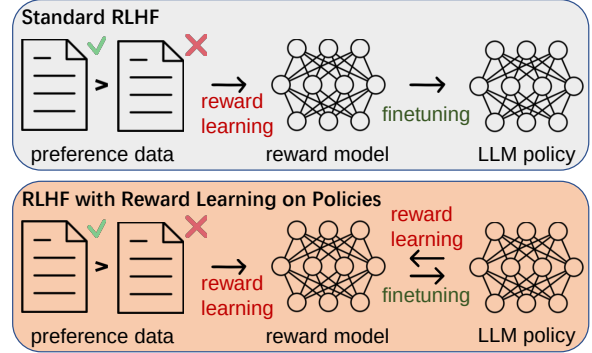 Standard RLHF
>
reward
learning
finetuning
preference data
reward model
LLM policy
RLHF with Reward Learning on Policies
>
reward
learning
reward
learning
finetuning
preference data
reward model
LLM policy